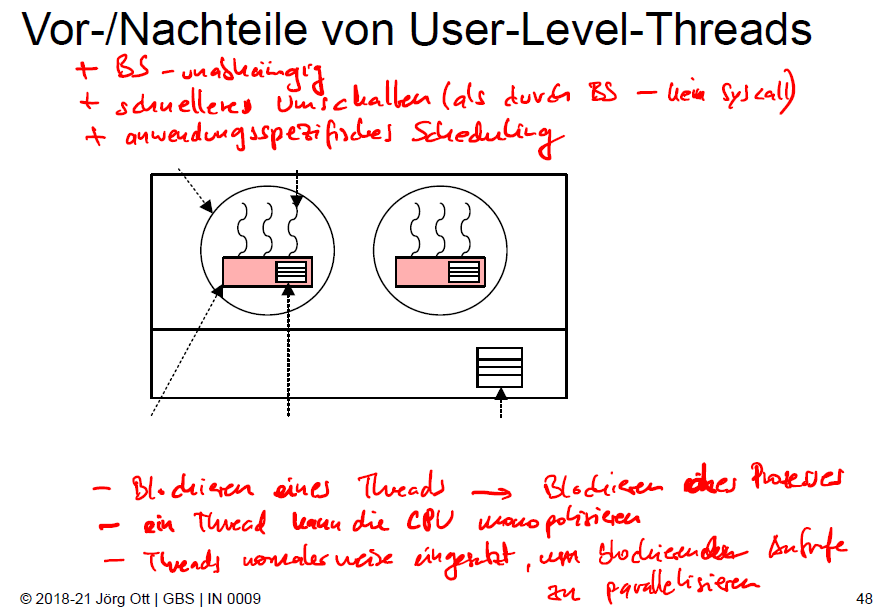 Vor-/Nachteile von User-Level-Threads
+ BS - unabhängig
+ schnelleres Umschalten (als durch BS - kein Syscall)
+ anwendungsspezifisches Scheduling
- Blockieren eines Threads → Blockieren des Prozesses
- ein Thread kann die CPU monopolisieren
- Threads normalerweise eingesetzt, um blockierende Aufrufe
zu parallelisieren
© 2018-21 Jörg Ott | GBS | IN 0009
48